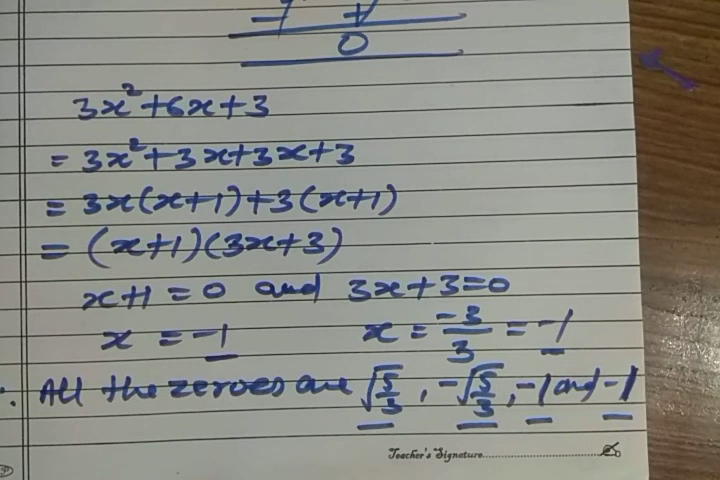 0
3x²+6x+3
= 3x²+3x+3x+3
= 3x(x+1)+3(x+1)
= (x+1)(3x+3)
x+1 = 0 and 3x+3=0
x = -1 x = -3/3 = -1
. All the zeroes are √5/3, -√5/3, -1 and -1
Teacher's Signature